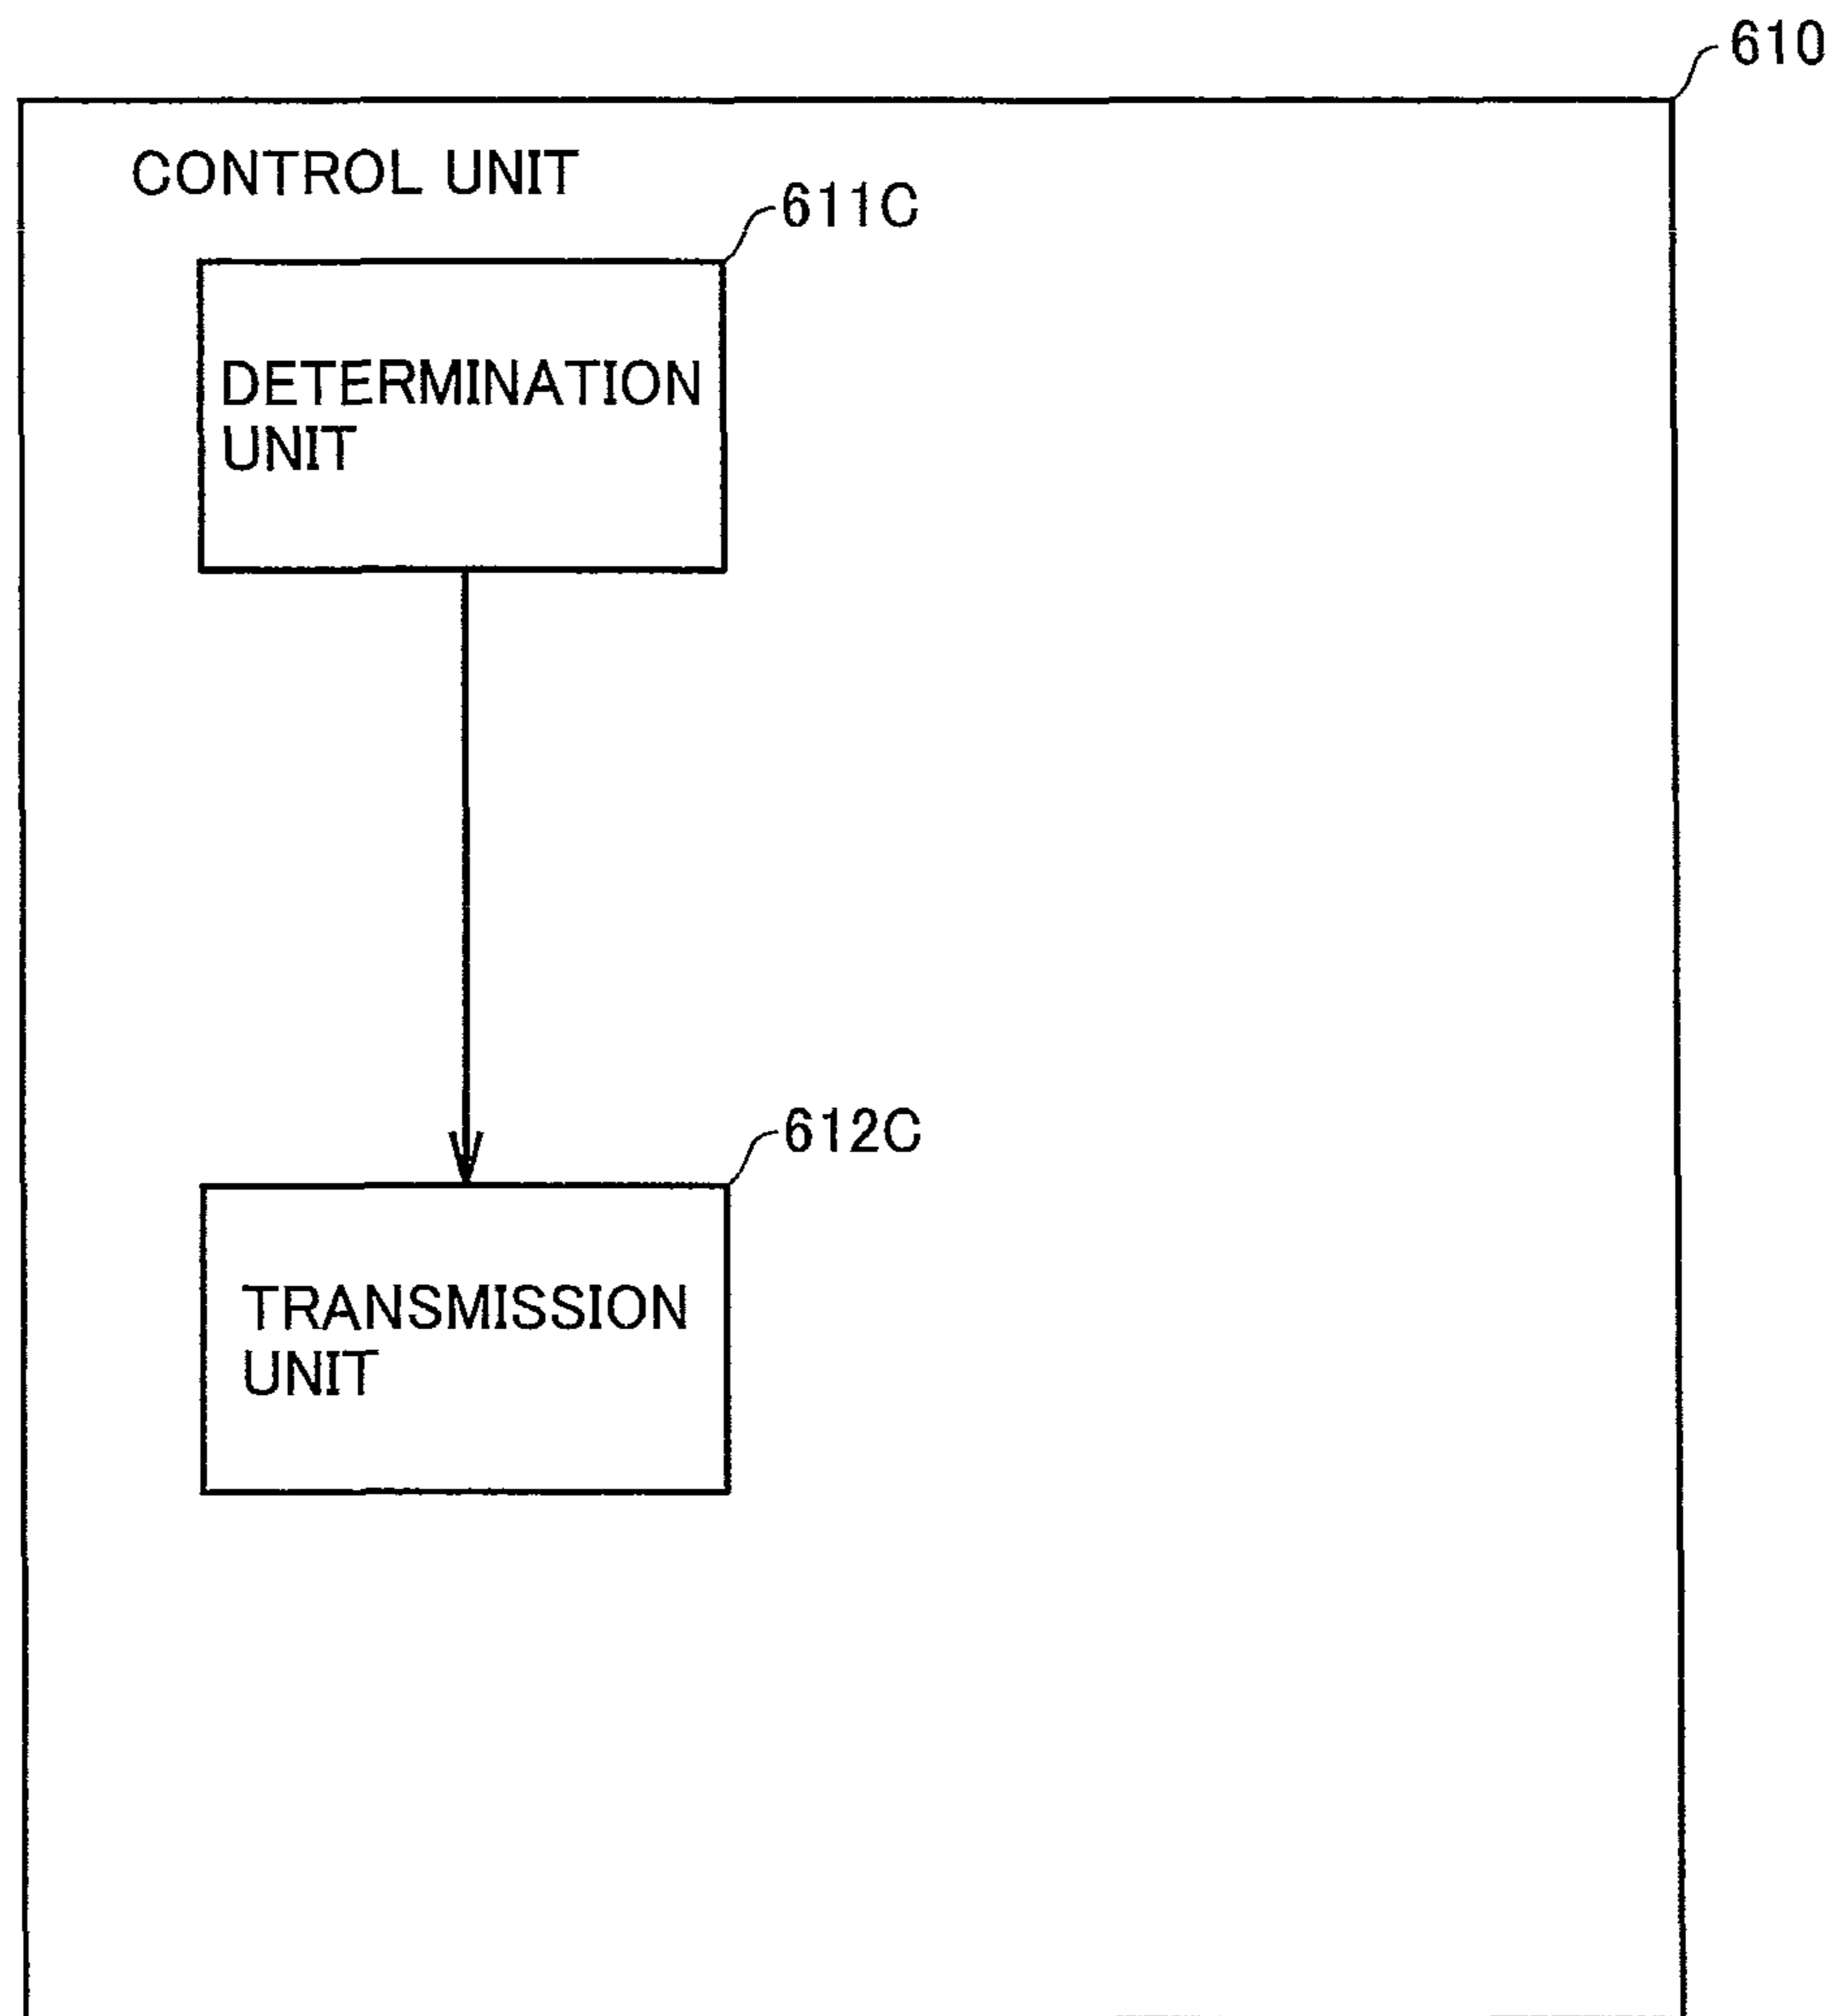 610
CONTROL UNIT
611C
DETERMINATION
UNIT
612C
TRANSMISSION
UNIT